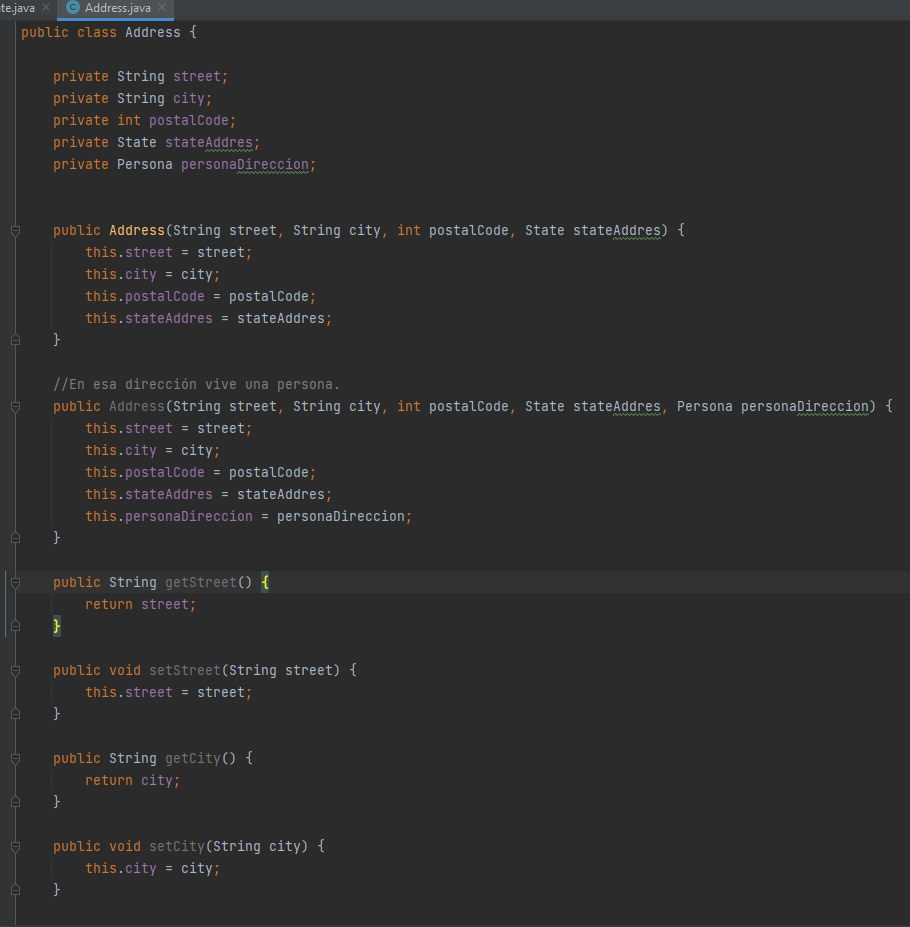 te.java
C Address.java
public class Address {
private String street;
private String city;
private int postalCode;
private State stateAddres;
private Persona personaDireccion;
public Address(String street, String city, int postalCode, State stateAddres) {
this.street = street;
this.city = city;
this.postalCode = postalCode;
this.stateAddres = stateAddres;
}
//En esa dirección vive una persona.
public Address(String street, String city, int postalCode, State stateAddres, Persona personaDireccion) {
this.street = street;
this.city = city;
this.postalCode = postalCode;
this.stateAddres = stateAddres;
this.personaDireccion = personaDireccion;
}
public String getStreet() {
return street;
}
public void setStreet(String street) {
this.street = street;
}
public String getCity() {
return city;
}
public void setCity(String city) {
this.city = city;
}